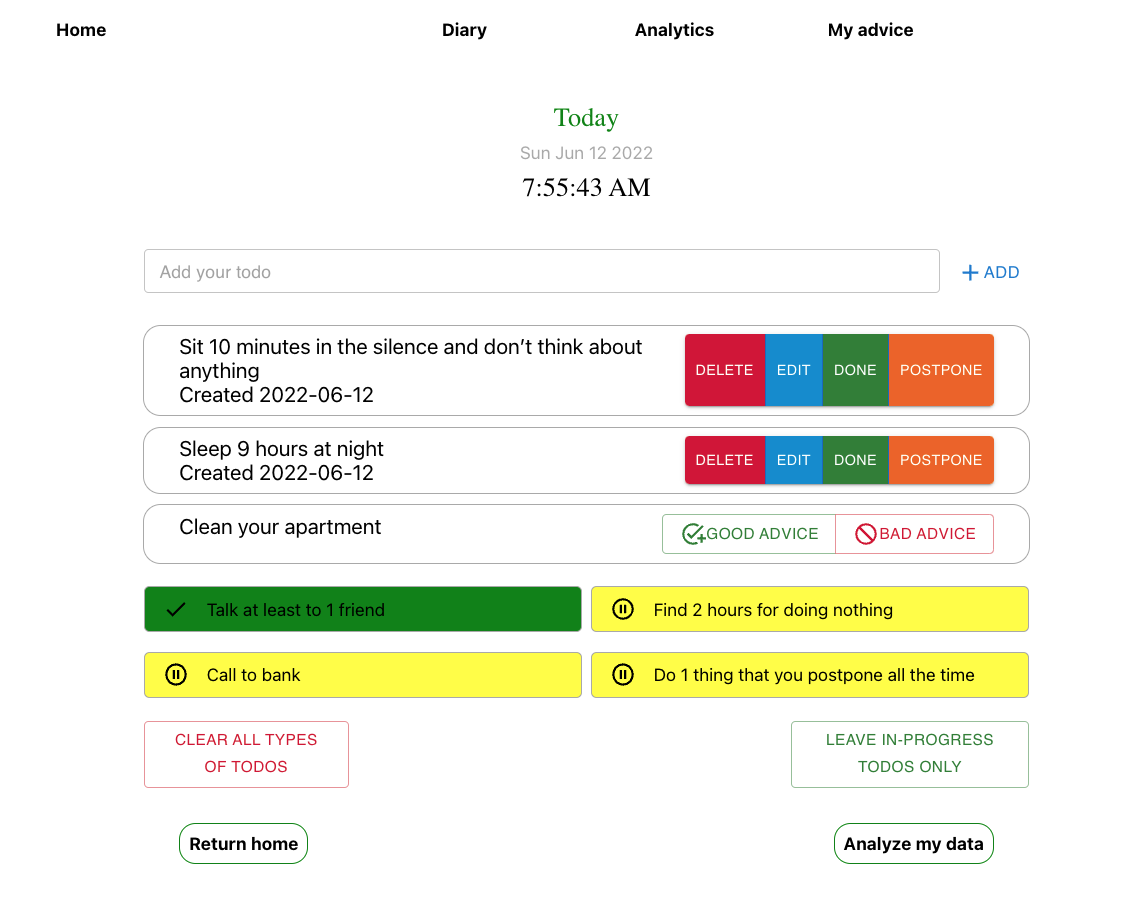 Home Diary Analytics My advice
Today
Sun Jun 12 2022
7:55:43 AM
Add your todo
ADD
Sit 10 minutes in the silence and don’t think about
anything
Created 2022-06-12
DELETE EDIT DONE POSTPONE
Sleep 9 hours at night
Created 2022-06-12
DELETE EDIT DONE POSTPONE
Clean your apartment
GOOD ADVICE BAD ADVICE
Talk at least to 1 friend
Find 2 hours for doing nothing
Call to bank
Do 1 thing that you postpone all the time
CLEAR ALL TYPES
OF TODOS
LEAVE IN-PROGRESS
TODOS ONLY
Return home
Analyze my data